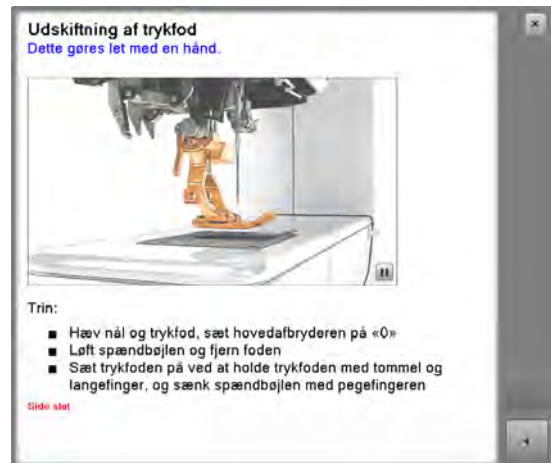 Udskiftning af trykfod
Dette gøres let med en hånd.
Trin:
■ Hæv nål og trykfod, sæt hovedafbryderen på «0»
■ Løft spændbøjlen og fjern foden
■ Sæt trykfoden på ved at holde trykfoden med tommel og
langefinger, og sænk spændbøjlen med pegefingeren
Side slut